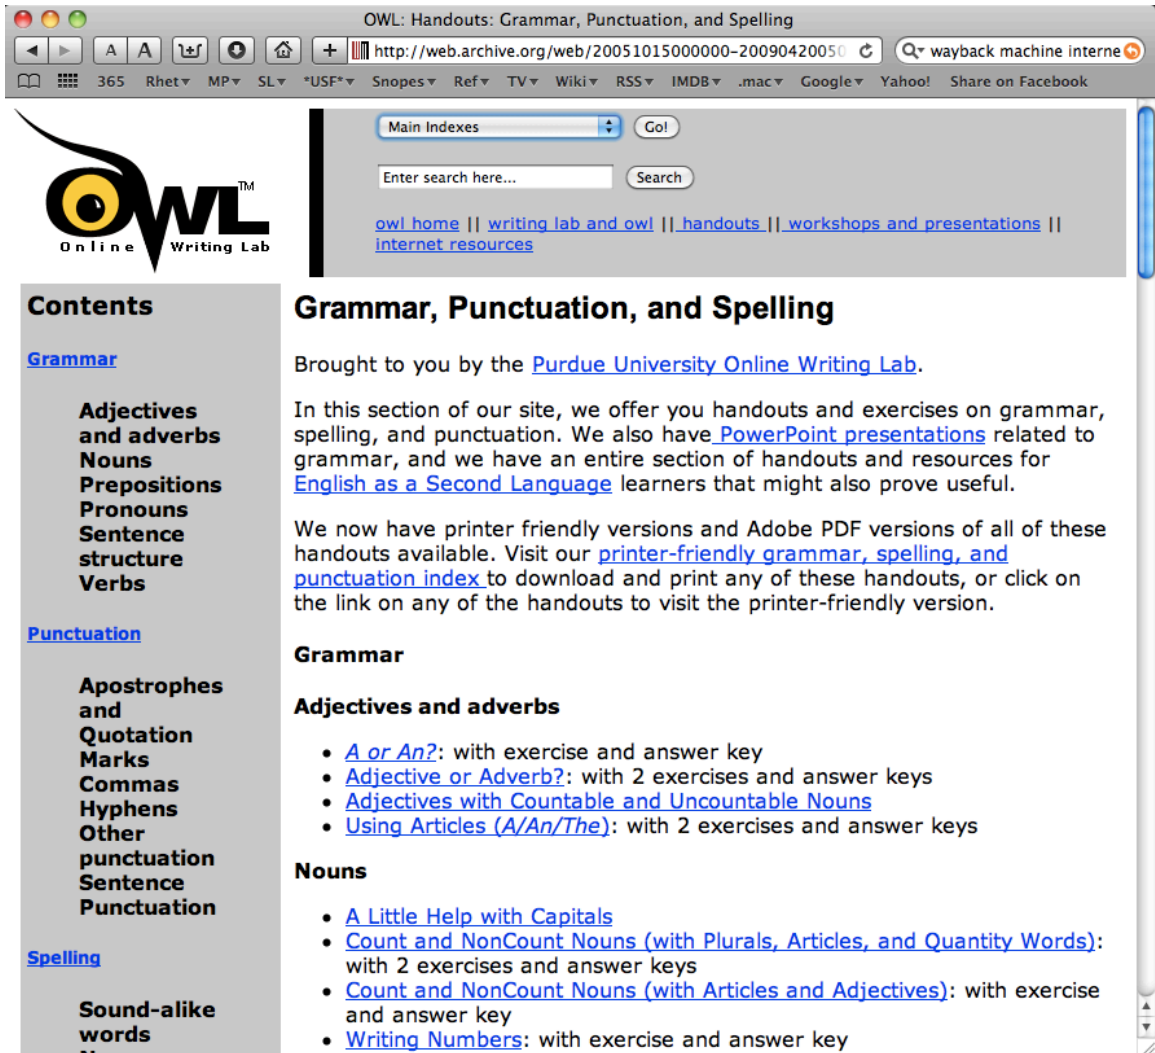 OWL: Handouts: Grammar, Punctuation, and Spelling
A A + http://web.archive.org/web/20051015000000-20090420050 wayback machine interne
365 Rhet MP SL *USF* Snopes Ref TV Wiki RSS IMDB .mac Google Yahoo! Share on Facebook
Main Indexes Go!
Enter search here... Search
owl home || writing lab and owl || handouts || workshops and presentations ||
internet resources
OWL TM
Online Writing Lab
Contents
Grammar
Adjectives
and adverbs
Nouns
Prepositions
Pronouns
Sentence
structure
Verbs
Punctuation
Apostrophes
and
Quotation
Marks
Commas
Hyphens
Other
punctuation
Sentence
Punctuation
Spelling
Sound-alike
words
Grammar, Punctuation, and Spelling
Brought to you by the Purdue University Online Writing Lab.
In this section of our site, we offer you handouts and exercises on grammar,
spelling, and punctuation. We also have PowerPoint presentations related to
grammar, and we have an entire section of handouts and resources for
English as a Second Language learners that might also prove useful.
We now have printer friendly versions and Adobe PDF versions of all of these
handouts available. Visit our printer-friendly grammar, spelling, and
punctuation index to download and print any of these handouts, or click on
the link on any of the handouts to visit the printer-friendly version.
Grammar
Adjectives and adverbs
• A or An?: with exercise and answer key
• Adjective or Adverb?: with 2 exercises and answer keys
• Adjectives with Countable and Uncountable Nouns
• Using Articles (A/An/The): with 2 exercises and answer keys
Nouns
• A Little Help with Capitals
• Count and NonCount Nouns (with Plurals, Articles, and Quantity Words):
with 2 exercises and answer keys
• Count and NonCount Nouns (with Articles and Adjectives): with exercise
and answer key
• Writing Numbers: with exercise and answer key